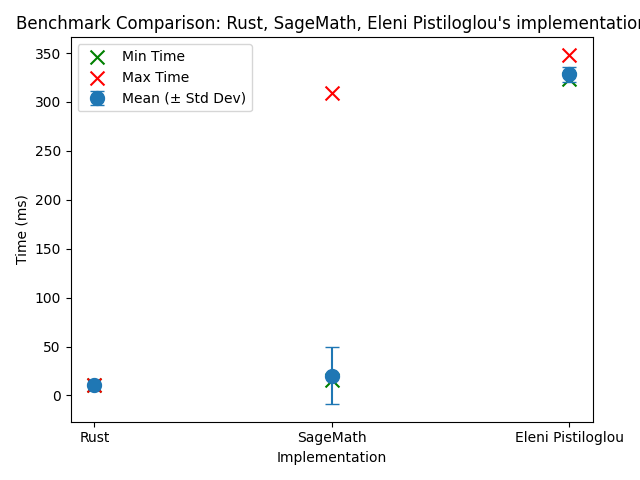 Benchmark Comparison: Rust, SageMath, Eleni Pistiloglou's implementation
Min Time
Max Time
Mean (± Std Dev)
Time (ms)
350
300
250
200
150
100
50
0
Rust
SageMath
Eleni Pistiloglou
Implementation